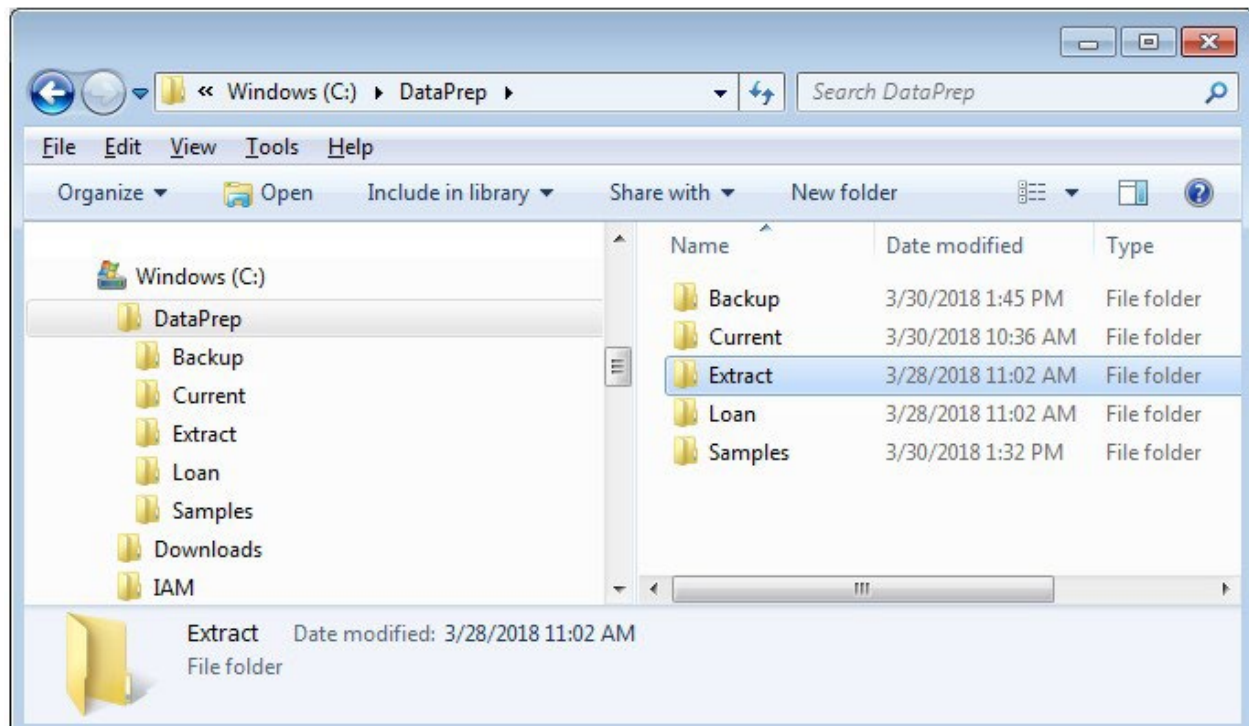 « Windows (C:) ▸ DataPrep ▸ Search DataPrep
File Edit View Tools Help
Organize ▾ Open Include in library ▾ Share with ▾ New folder
Windows (C:)
DataPrep
Backup
Current
Extract
Loan
Samples
Downloads
IAM
Name Date modified Type
Backup 3/30/2018 1:45 PM File folder
Current 3/30/2018 10:36 AM File folder
Extract 3/28/2018 11:02 AM File folder
Loan 3/28/2018 11:02 AM File folder
Samples 3/30/2018 1:32 PM File folder
Extract Date modified: 3/28/2018 11:02 AM
File folder